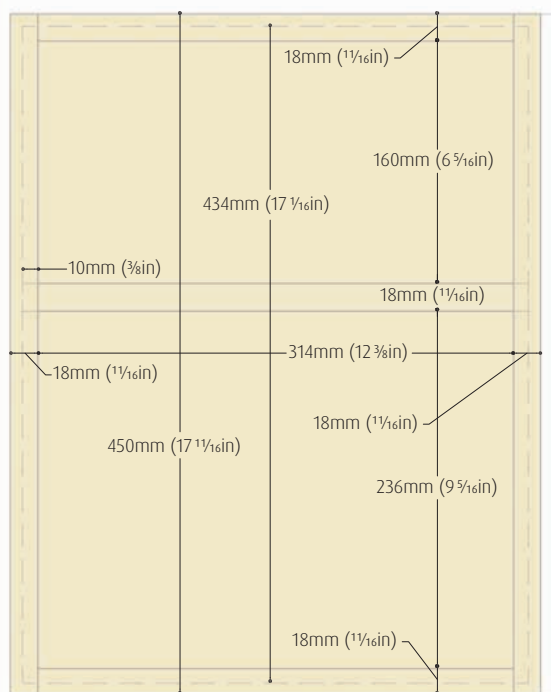 18mm (11/16in)
160mm (6 5/16in)
434mm (17 1/16in)
10mm (3/8in)
18mm (11/16in)
314mm (12 3/8in)
18mm (11/16in)
18mm (11/16in)
450mm (17 11/16in)
236mm (9 5/16in)
18mm (11/16in)